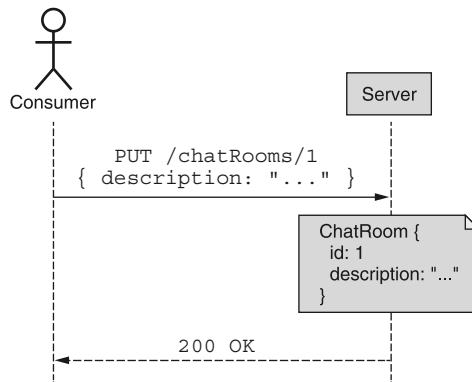 Consumer
Server
PUT /chatRooms/1
{ description: "..." }
ChatRoom {
id: 1
description: "..."
}
200 OK